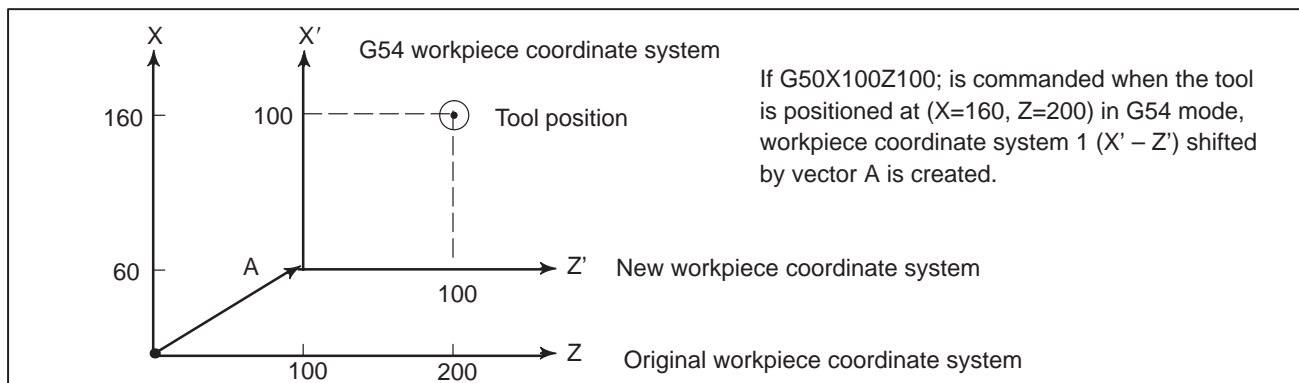 X
X′
G54 workpiece coordinate system
If G50X100Z100; is commanded when the tool
is positioned at (X=160, Z=200) in G54 mode,
workpiece coordinate system 1 (X' – Z') shifted
by vector A is created.
160
100
Tool position
60
A
Z'
New workpiece coordinate system
100
Z
Original workpiece coordinate system
100
200